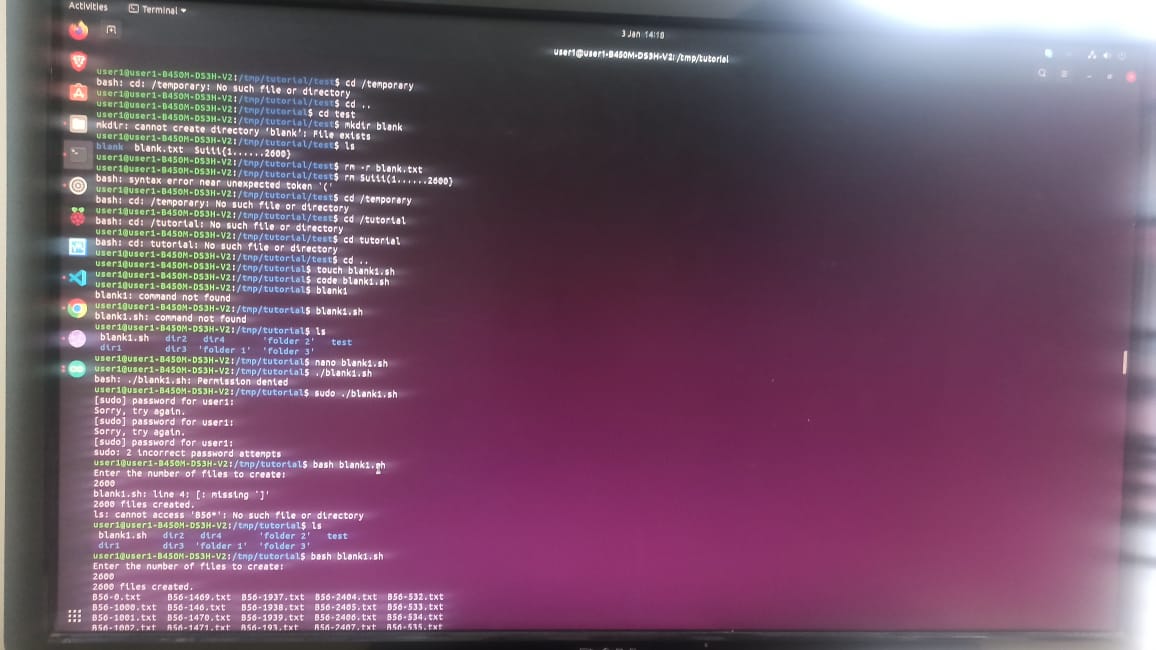 Activities
Terminal
3 Jan 14:18
user1@user1-B450M-DS3H-V2: /tmp/tutorial
user1@user1-B450M-DS3H-V2:/tmp/tutorial/test$ cd /temporary
bash: cd: /temporary: No such file or directory
user1@user1-B450M-DS3H-V2:/tmp/tutorial/test$ cd ..
user1@user1-B450M-DS3H-V2:/tmp/tutorial$ cd test
user1@user1-B450M-DS3H-V2:/tmp/tutorial/test$ mkdir blank
mkdir: cannot create directory 'blank': File exists
user1@user1-B450M-DS3H-V2:/tmp/tutorial/test$ ls
blank blank.txt {1......2600}
user1@user1-B450M-DS3H-V2:/tmp/tutorial/test$ rm -r blank.txt
user1@user1-B450M-DS3H-V2:/tmp/tutorial/test$ rm {1......2600}
bash: syntax error near unexpected token `('
user1@user1-B450M-DS3H-V2:/tmp/tutorial/test$ cd /temporary
bash: cd: /temporary: No such file or directory
user1@user1-B450M-DS3H-V2:/tmp/tutorial/test$ cd /tutorial
bash: cd: /tutorial: No such file or directory
user1@user1-B450M-DS3H-V2:/tmp/tutorial/test$ cd tutorial
bash: cd: tutorial: No such file or directory
user1@user1-B450M-DS3H-V2:/tmp/tutorial/test$ cd ..
user1@user1-B450M-DS3H-V2:/tmp/tutorial$ touch blank1.sh
user1@user1-B450M-DS3H-V2:/tmp/tutorial$ code blank1.sh
user1@user1-B450M-DS3H-V2:/tmp/tutorial$ blank1
blank1: command not found
user1@user1-B450M-DS3H-V2:/tmp/tutorial$ blank1.sh
blank1.sh: command not found
user1@user1-B450M-DS3H-V2:/tmp/tutorial$ ls
blank1.sh dir2 dir4 'folder 2' test
dir1 dir3 'folder 1' 'folder 3'
user1@user1-B450M-DS3H-V2:/tmp/tutorial$ nano blank1.sh
user1@user1-B450M-DS3H-V2:/tmp/tutorial$ ./blank1.sh
bash: ./blank1.sh: Permission denied
user1@user1-B450M-DS3H-V2:/tmp/tutorial$ sudo ./blank1.sh
[sudo] password for user1:
Sorry, try again.
[sudo] password for user1:
Sorry, try again.
[sudo] password for user1:
sudo: 2 incorrect password attempts
user1@user1-B450M-DS3H-V2:/tmp/tutorial$ bash blank1.sh
Enter the number of files to create:
2600
blank1.sh: line 4: [: missing `]'
2600 files created.
ls: cannot access 'B56*': No such file or directory
user1@user1-B450M-DS3H-V2:/tmp/tutorial$ ls
blank1.sh dir2 dir4 'folder 2' test
dir1 dir3 'folder 1' 'folder 3'
user1@user1-B450M-DS3H-V2:/tmp/tutorial$ bash blank1.sh
Enter the number of files to create:
2600
2600 files created.
B56-0.txt B56-1469.txt B56-1937.txt B56-2404.txt B56-532.txt
B56-1000.txt B56-146.txt B56-1938.txt B56-2405.txt B56-533.txt
B56-1001.txt B56-1470.txt B56-1939.txt B56-2406.txt B56-534.txt
B56-1002.txt B56-1471.txt B56-193.txt B56-2407.txt B56-535.txt